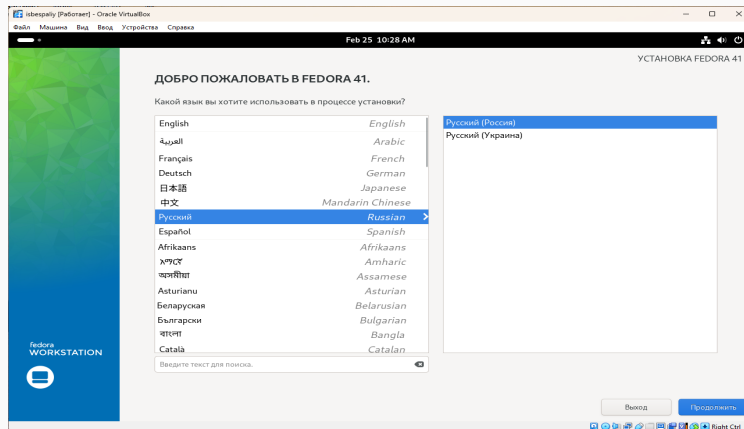 isbespaliy [Работает] - Oracle VirtualBox
Файл Машина Вид Ввод Устройства Справка
Feb 25 10:28 AM
УСТАНОВКА FEDORA 41
ДОБРО ПОЖАЛОВАТЬ В FEDORA 41.
Какой язык вы хотите использовать в процессе установки?
English English
العربية Arabic
Français French
Deutsch German
日本語 Japanese
中文 Mandarin Chinese
Русский Russian
Español Spanish
Afrikaans Afrikaans
አማርኛ Amharic
অসমীয়া Assamese
Asturianu Asturian
Беларуская Belarusian
Български Bulgarian
বাংলা Bangla
Català Catalan
Введите текст для поиска.
Русский (Россия)
Русский (Украина)
fedora
WORKSTATION
Выход Продолжить
Right Ctrl